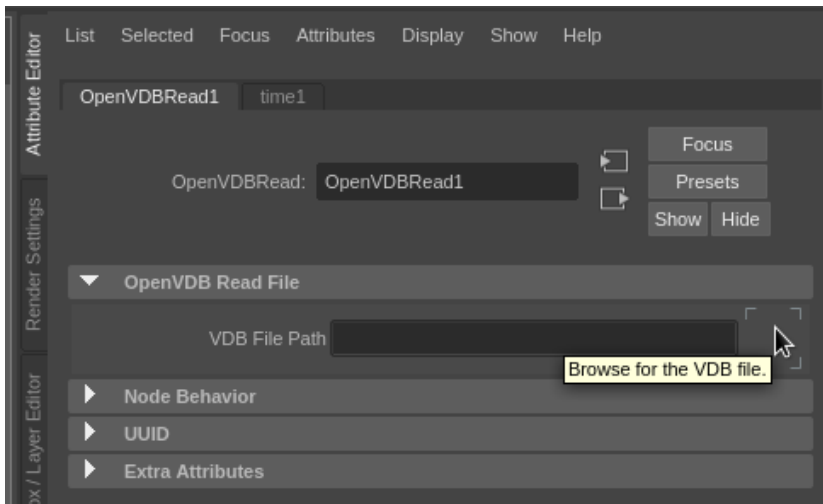 List Selected Focus Attributes Display Show Help
Attribute Editor
OpenVDBRead1 time1
Focus
OpenVDBRead: OpenVDBRead1
Presets
Show Hide
Render Settings
OpenVDB Read File
VDB File Path
Browse for the VDB file.
Node Behavior
UUID
Extra Attributes
/ Layer Editor